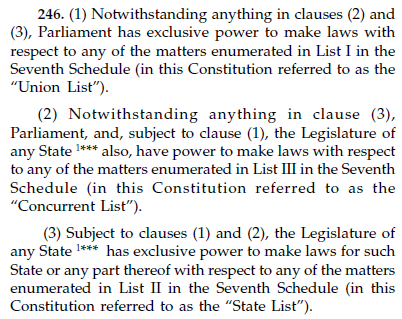 246. (1) Notwithstanding anything in clauses (2) and
(3), Parliament has exclusive power to make laws with
respect to any of the matters enumerated in List I in the
Seventh Schedule (in this Constitution referred to as the
“Union List”).
(2) Notwithstanding anything in clause (3),
Parliament, and, subject to clause (1), the Legislature of
any State 1*** also, have power to make laws with respect
to any of the matters enumerated in List III in the Seventh
Schedule (in this Constitution referred to as the
“Concurrent List”).
(3) Subject to clauses (1) and (2), the Legislature of
any State 1*** has exclusive power to make laws for such
State or any part thereof with respect to any of the matters
enumerated in List II in the Seventh Schedule (in this
Constitution referred to as the “State List”).